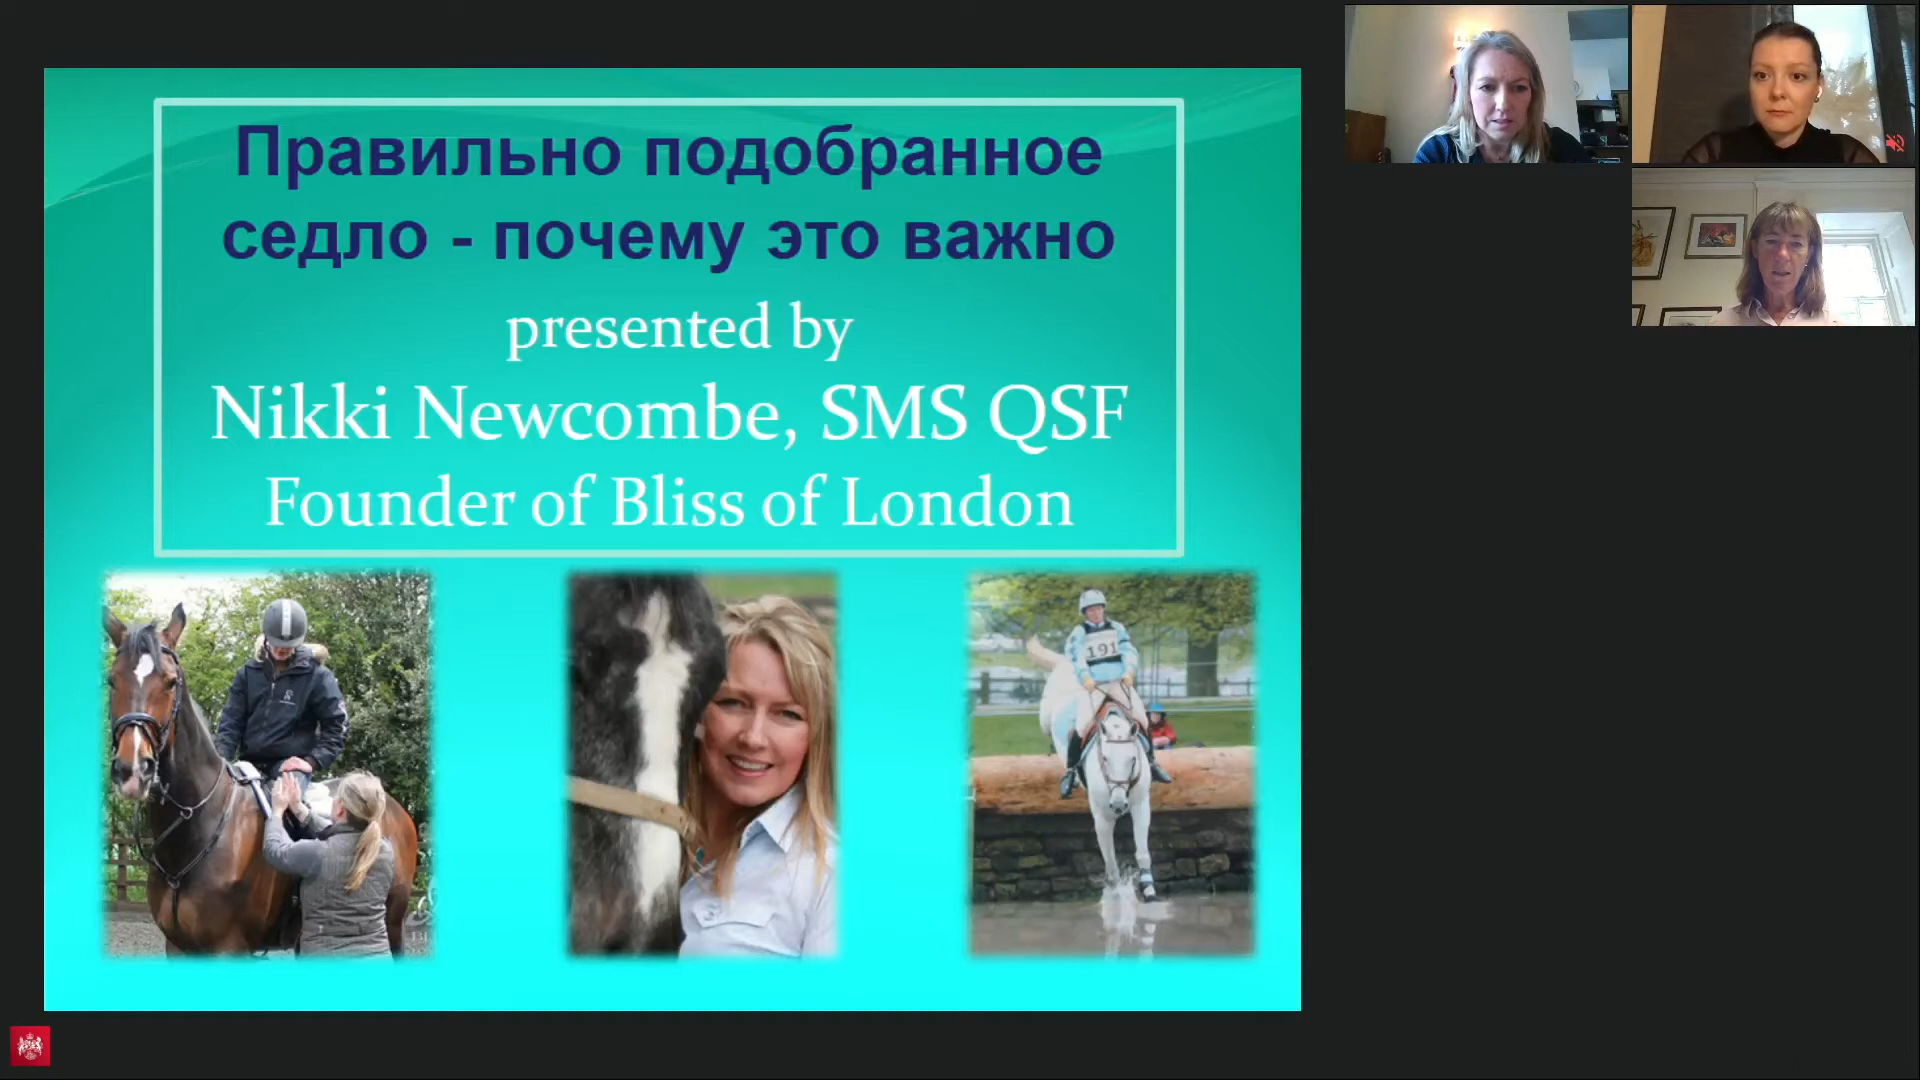 Правильно подобранное
седло - почему это важно
presented by
Nikki Newcombe, SMS QSF
Founder of Bliss of London
191